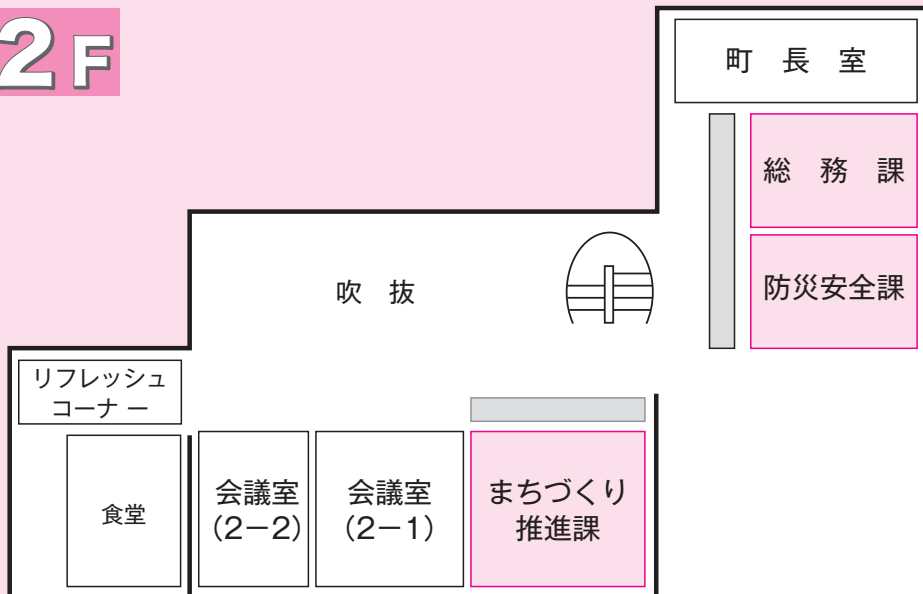 2F
町 長 室
総 務 課
防災安全課
吹 抜
リフレッシュ
コーナー
食堂
会議室
(2−2)
会議室
(2−1)
まちづくり
推進課